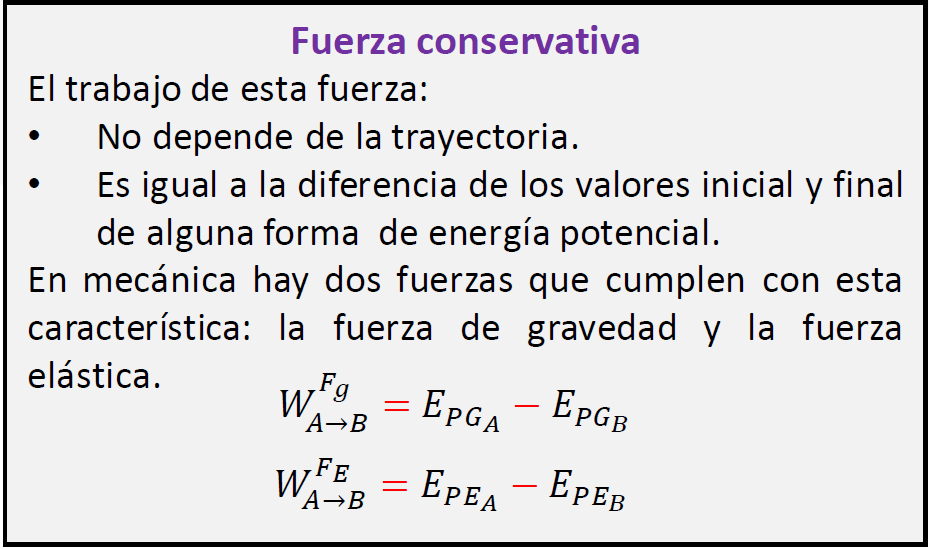 Fuerza conservativa
El trabajo de esta fuerza:
• No depende de la trayectoria.
• Es igual a la diferencia de los valores inicial y final
de alguna forma de energía potencial.
En mecánica hay dos fuerzas que cumplen con esta
característica: la fuerza de gravedad y la fuerza
elástica.
W_{A→B}^{F_g} = E_{PG_A} − E_{PG_B}
W_{A→B}^{F_E} = E_{PE_A} − E_{PE_B}